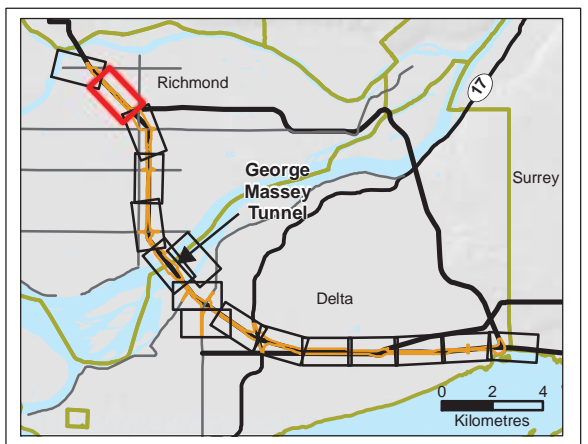 Richmond
17
George
Massey
Tunnel
Surrey
Delta
0 2 4
Kilometres